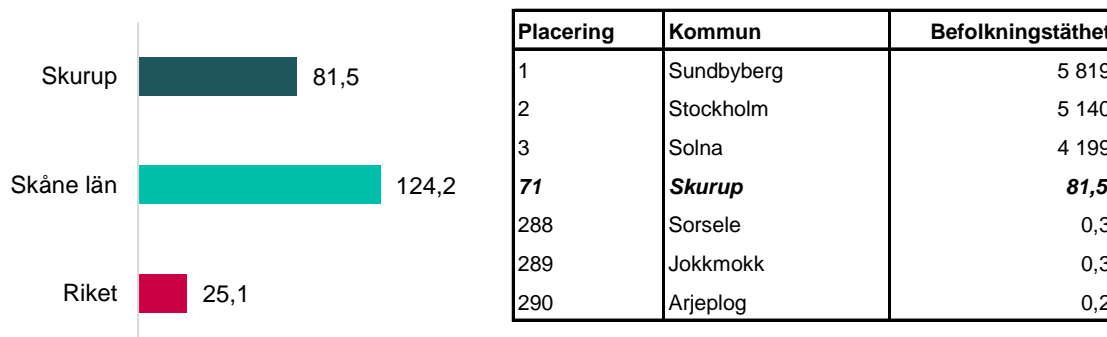 Skurup 81,5
Skåne län 124,2
Riket 25,1
Placering Kommun Befolkningstäthet
1 Sundbyberg 5 819
2 Stockholm 5 140
3 Solna 4 199
71 Skurup 81,5
288 Sorsele 0,3
289 Jokkmokk 0,3
290 Arjeplog 0,2